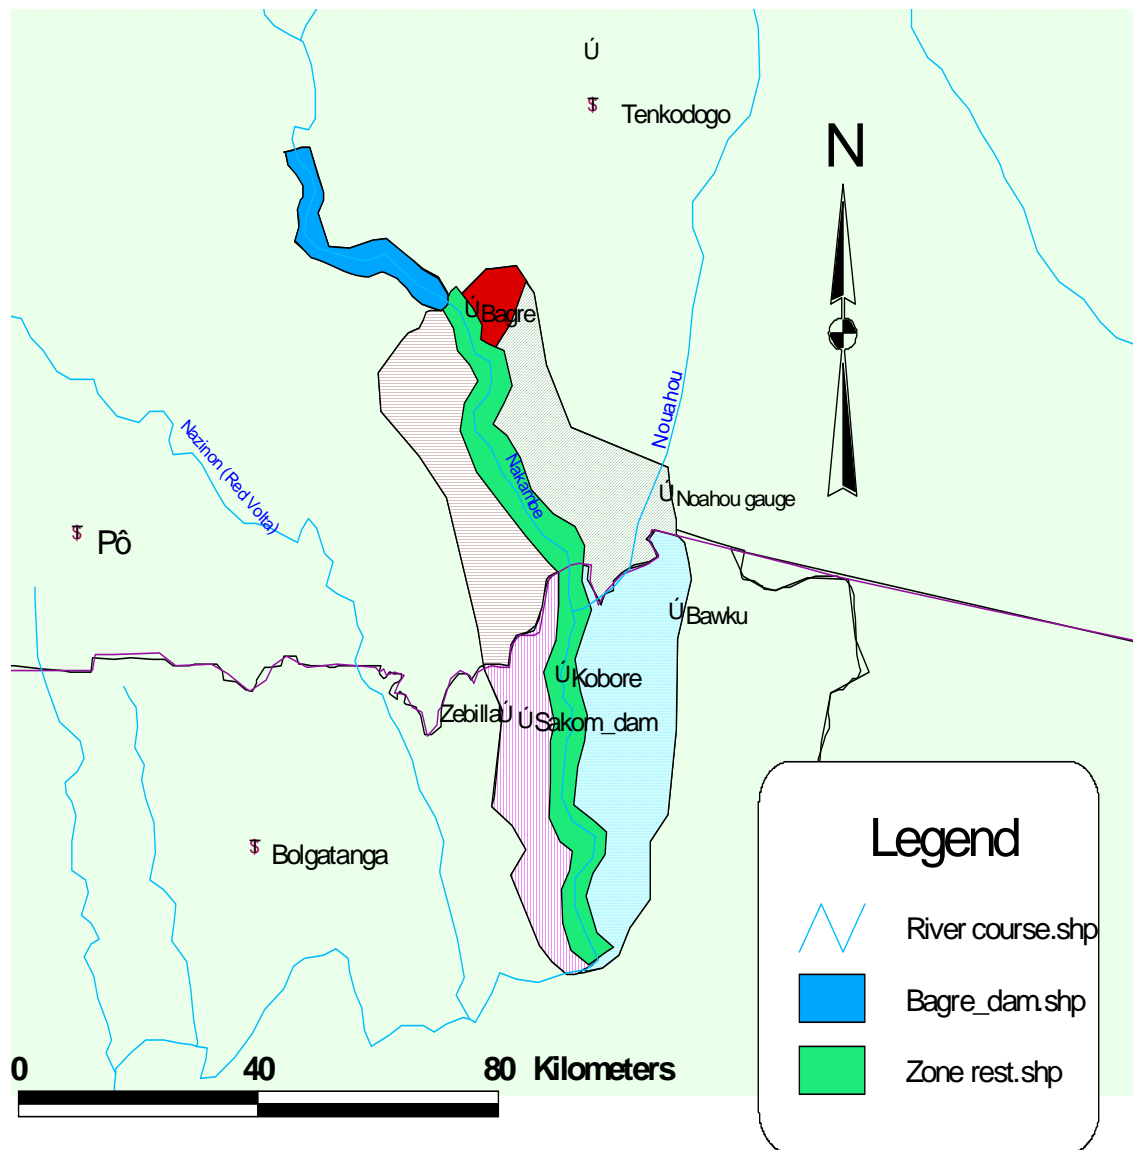 Ú
$
Tenkodogo
N
Ú Bagre
Nouahou
Nazinon (Red Volta)
Nakambe
Ú Noahou gauge
$
Pô
Ú Bawku
Ú Kobore
Zebilla Ú
Ú Sakom_dam
$
Bolgatanga
Legend
River course.shp
Bagre_dam.shp
Zone rest.shp
0 40 80 Kilometers